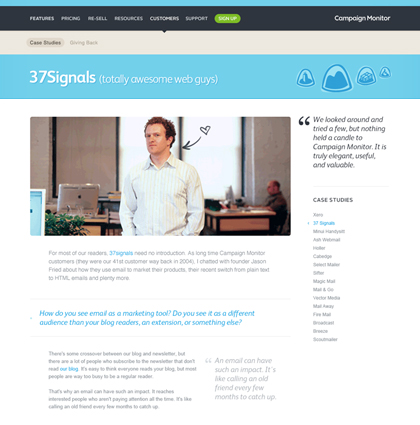 FEATURES PRICING RE-SELL RESOURCES CUSTOMERS SUPPORT SIGN UP Campaign Monitor
Case Studies Giving Back
37Signals (totally awesome web guys)
“ We looked around and
tried a few, but nothing
held a candle to
Campaign Monitor. It is
truly elegant, useful,
and valuable.
CASE STUDIES
Xero
37 Signals
Minul Handyett
Ash Webmail
Heller
Select Mailer
Sifter
Magic Mail
Mail & Go
Vector Media
Mail Away
Fire Mail
Broadcast
Breeze
Scoutmailer
For most of our readers, 37signals need no introduction. As long time Campaign Monitor
customers (they were our 41st customer way back in 2004), I chatted with founder Jason
Fried about how they use email to market their products, their recent switch from plain text
to HTML emails and plenty more.
How do you see email as a marketing tool? Do you see it as a different
audience than your blog readers, an extension, or something else?
There's some crossover between our blog and newsletter, but
there are a lot of people who subscribe to the newsletter that don't
read our blog. It's easy to think everyone reads your blog, but most
people are way too busy to be a regular reader.
That's why an email can have such an impact. It reaches
interested people who aren't paying attention all the time. It's like
calling an old friend every few months to catch up
“ An email can have
such an impact. It's
like calling an old
friend every few
months to catch up.